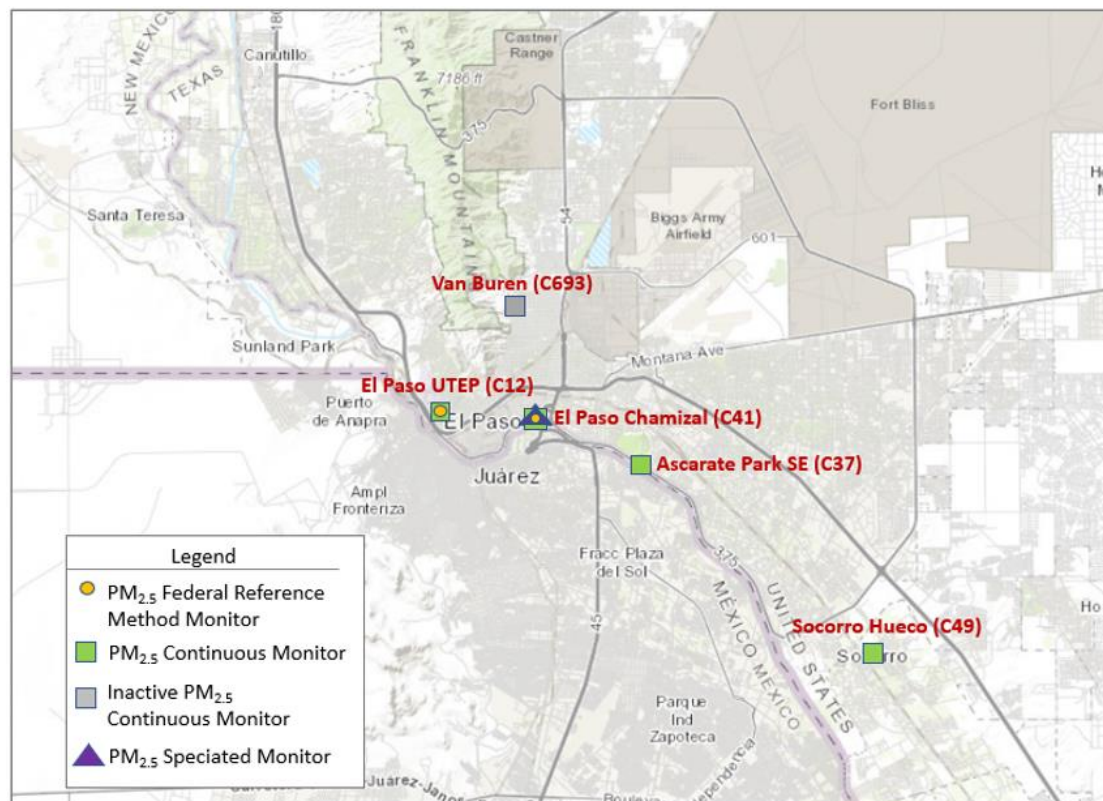 NEW MEXICO
TEXAS
Canutillo
FRANKLIN MOUNTAINS
7186 ft
Castner
Range
375
Fort Bliss
Santa Teresa
54
Biggs Army
Airfield
601
Van Buren (C693)
Sunland Park
Montana Ave
El Paso UTEP (C12)
Puerto
de Anapra
El Paso
El Paso Chamizal (C41)
Juárez
Ascarate Park SE (C37)
Ampl
Fronteriza
Fracc Plaza
del Sol
375
45
MÉXICO MEXICO
UNITED STATES
Socorro Hueco (C49)
Parque
Ind
Zapoteca
Legend
PM2.5 Federal Reference
Method Monitor
PM2.5 Continuous Monitor
Inactive PM2.5
Continuous Monitor
PM2.5 Speciated Monitor